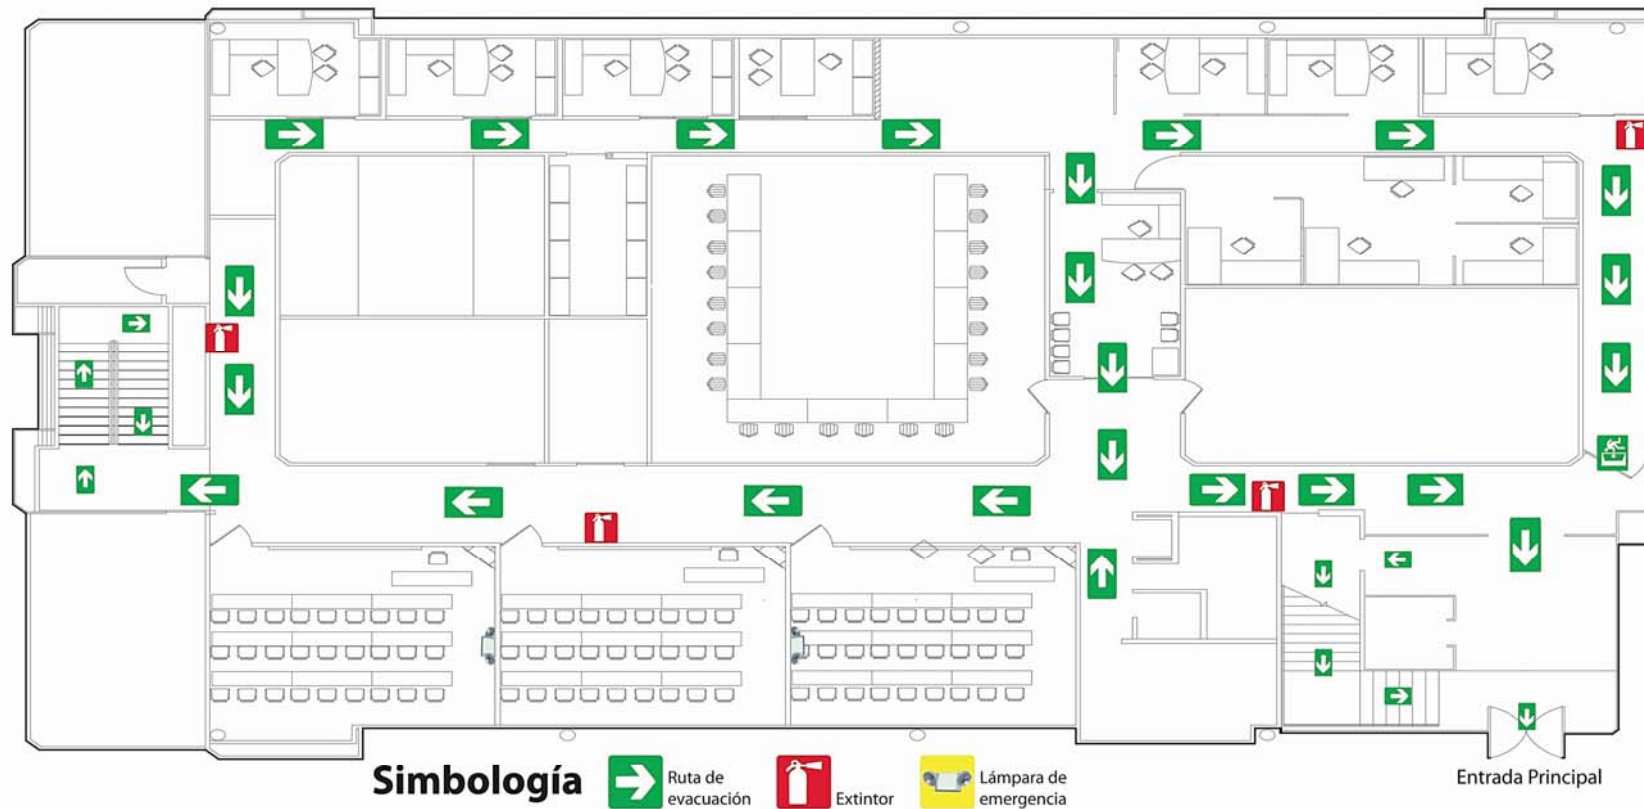 Simbología
Ruta de
evacuación
Extintor
Lámpara de
emergencia
Entrada Principal